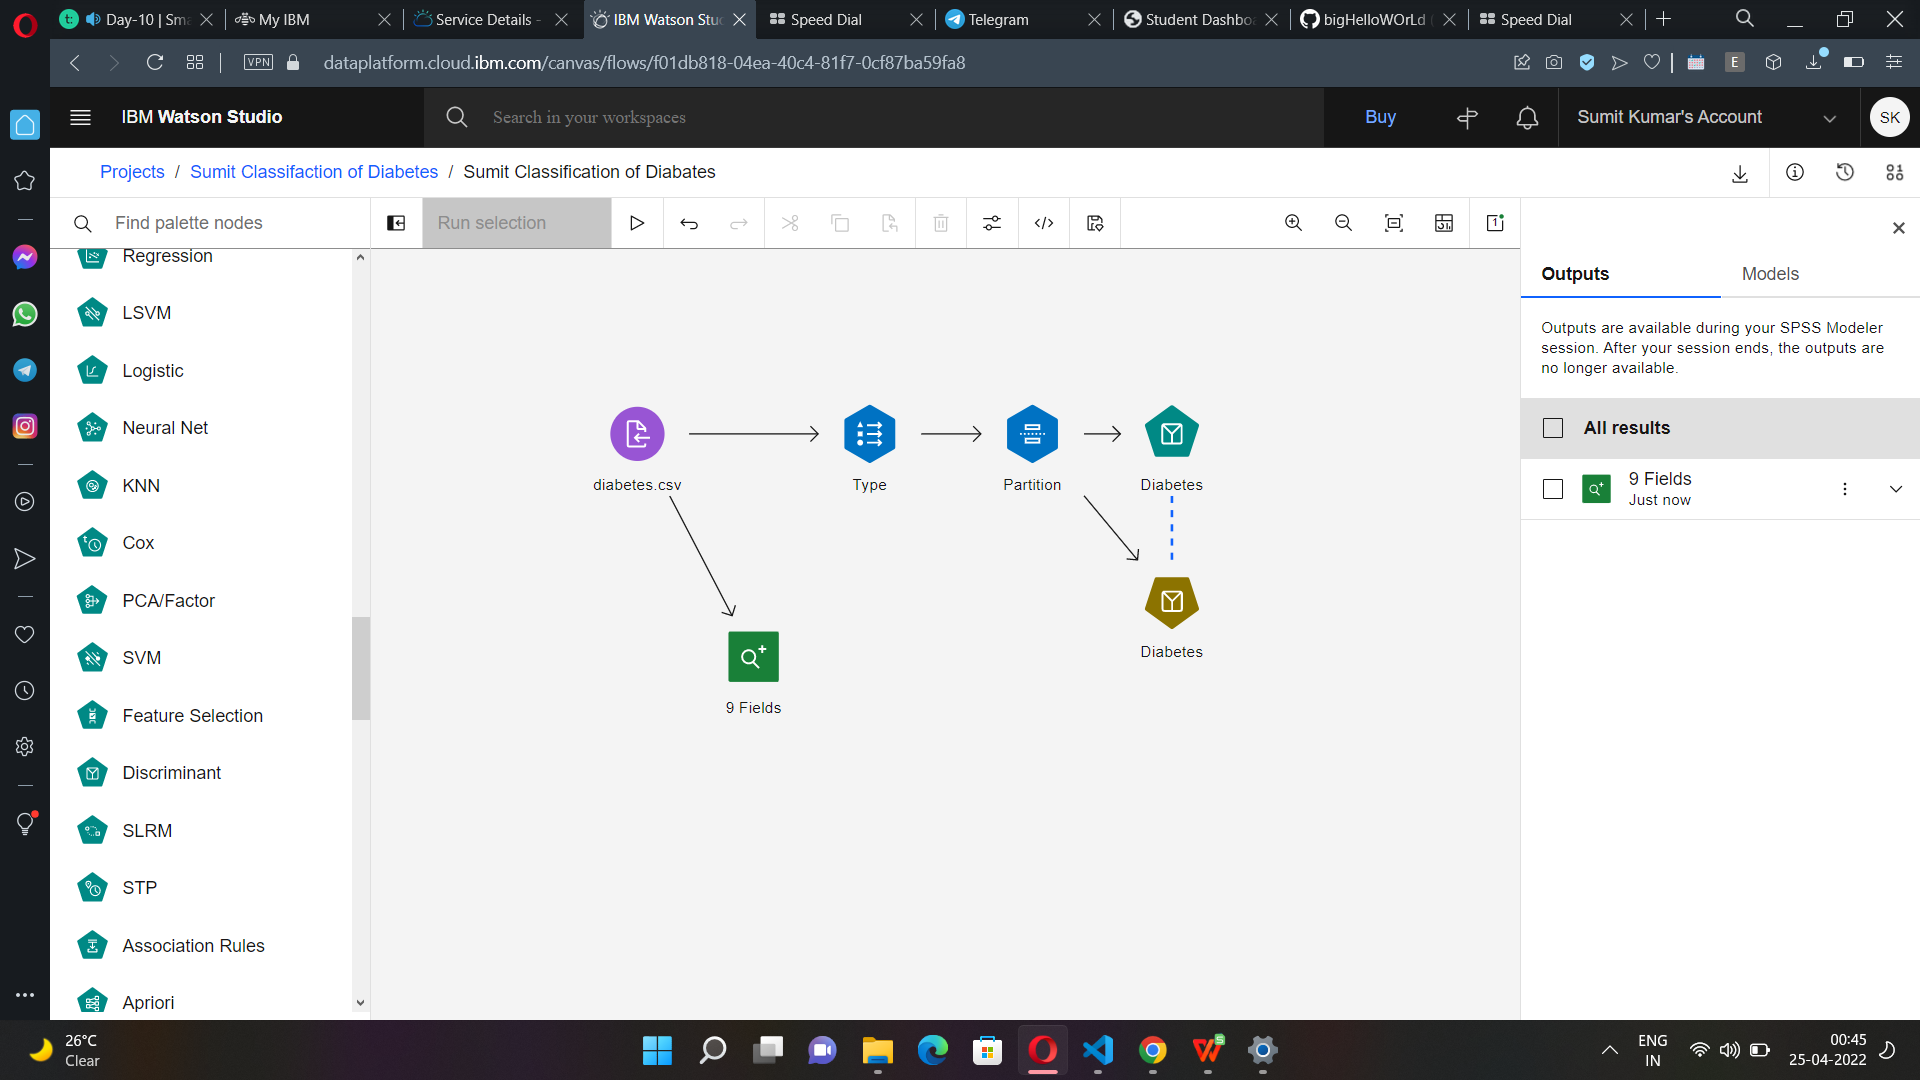 Day-10 | Sma
My IBM
Service Details -
IBM Watson Stud
Speed Dial
Telegram
Student Dashboa
bigHelloWOrLd (
Speed Dial
VPN
dataplatform.cloud.ibm.com/canvas/flows/f01db818-04ea-40c4-81f7-0cf87ba59fa8
E
IBM Watson Studio
Search in your workspaces
Buy
Sumit Kumar's Account
SK
Projects / Sumit Classifaction of Diabetes / Sumit Classification of Diabates
Find palette nodes
Run selection
Regression
LSVM
Logistic
Neural Net
KNN
Cox
PCA/Factor
SVM
Feature Selection
Discriminant
SLRM
STP
Association Rules
Apriori
diabetes.csv
Type
Partition
Diabetes
Diabetes
9 Fields
Outputs
Models
Outputs are available during your SPSS Modeler
session. After your session ends, the outputs are
no longer available.
All results
9 Fields
Just now
26°C
Clear
ENG
IN
00:45
25-04-2022